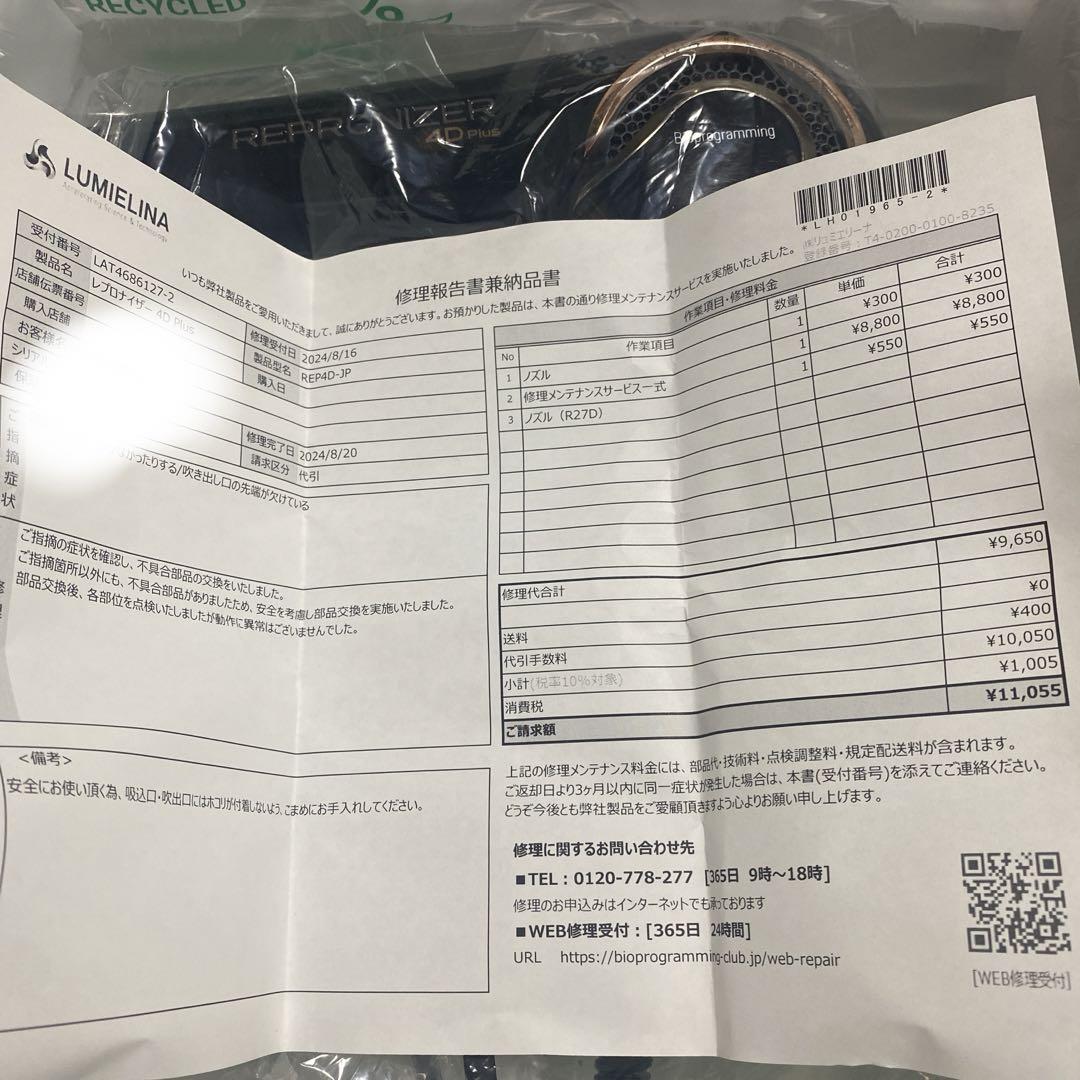 RECYCLED
REPRONIZER
4D Plus
Bioprogramming
LUMIELINA
Accelerating Science & Technology
*LH01965-2*
㈱リュミエリーナ
登録番号：T4-0200-0100-8235
修理報告書兼納品書
いつも弊社製品をご愛用いただきまして、誠にありがとうございます。お預かりした製品は、本書の通り修理メンテナンスサービスを実施いたしました。
受付番号 LAT4686127-2
製品名 レプロナイザー 4D Plus
店舗伝票番号
購入店舗
お客様名
シリアル
修理受付日 2024/8/16
製品型名 REP4D-JP
購入日
修理完了日 2024/8/20
請求区分 代引
ご指摘症状
なかったりする/吹き出し口の先端が欠けている
ご指摘の症状を確認し、不具合部品の交換をいたしました。
ご指摘箇所以外にも、不具合部品がありましたため、安全を考慮し部品交換を実施いたしました。
部品交換後、各部位を点検いたしましたが動作に異常はございませんでした。
<備考>
安全にお使い頂く為、吸込口・吹出口にはホコリが付着しないよう、こまめにお手入れしてください。
作業項目・修理料金
No 作業項目 数量 単価 合計
1 ノズル 1 ¥300 ¥300
2 修理メンテナンスサービス一式 1 ¥8,800 ¥8,800
3 ノズル（R27D） 1 ¥550 ¥550
修理代合計 ¥9,650
送料 ¥0
代引手数料 ¥400
小計(税率10%対象) ¥10,050
消費税 ¥1,005
ご請求額 ¥11,055
上記の修理メンテナンス料金には、部品代・技術料・点検調整料・規定配送料が含まれます。
ご返却日より3ヶ月以内に同一症状が発生した場合は、本書(受付番号)を添えてご連絡ください。
どうぞ今後とも弊社製品をご愛顧頂きますよう心よりお願い申し上げます。
修理に関するお問い合わせ先
■TEL：0120-778-277 [365日 9時～18時]
修理のお申込みはインターネットでも承っております
■WEB修理受付：[365日 24時間]
URL https://bioprogramming-club.jp/web-repair
[WEB修理受付]